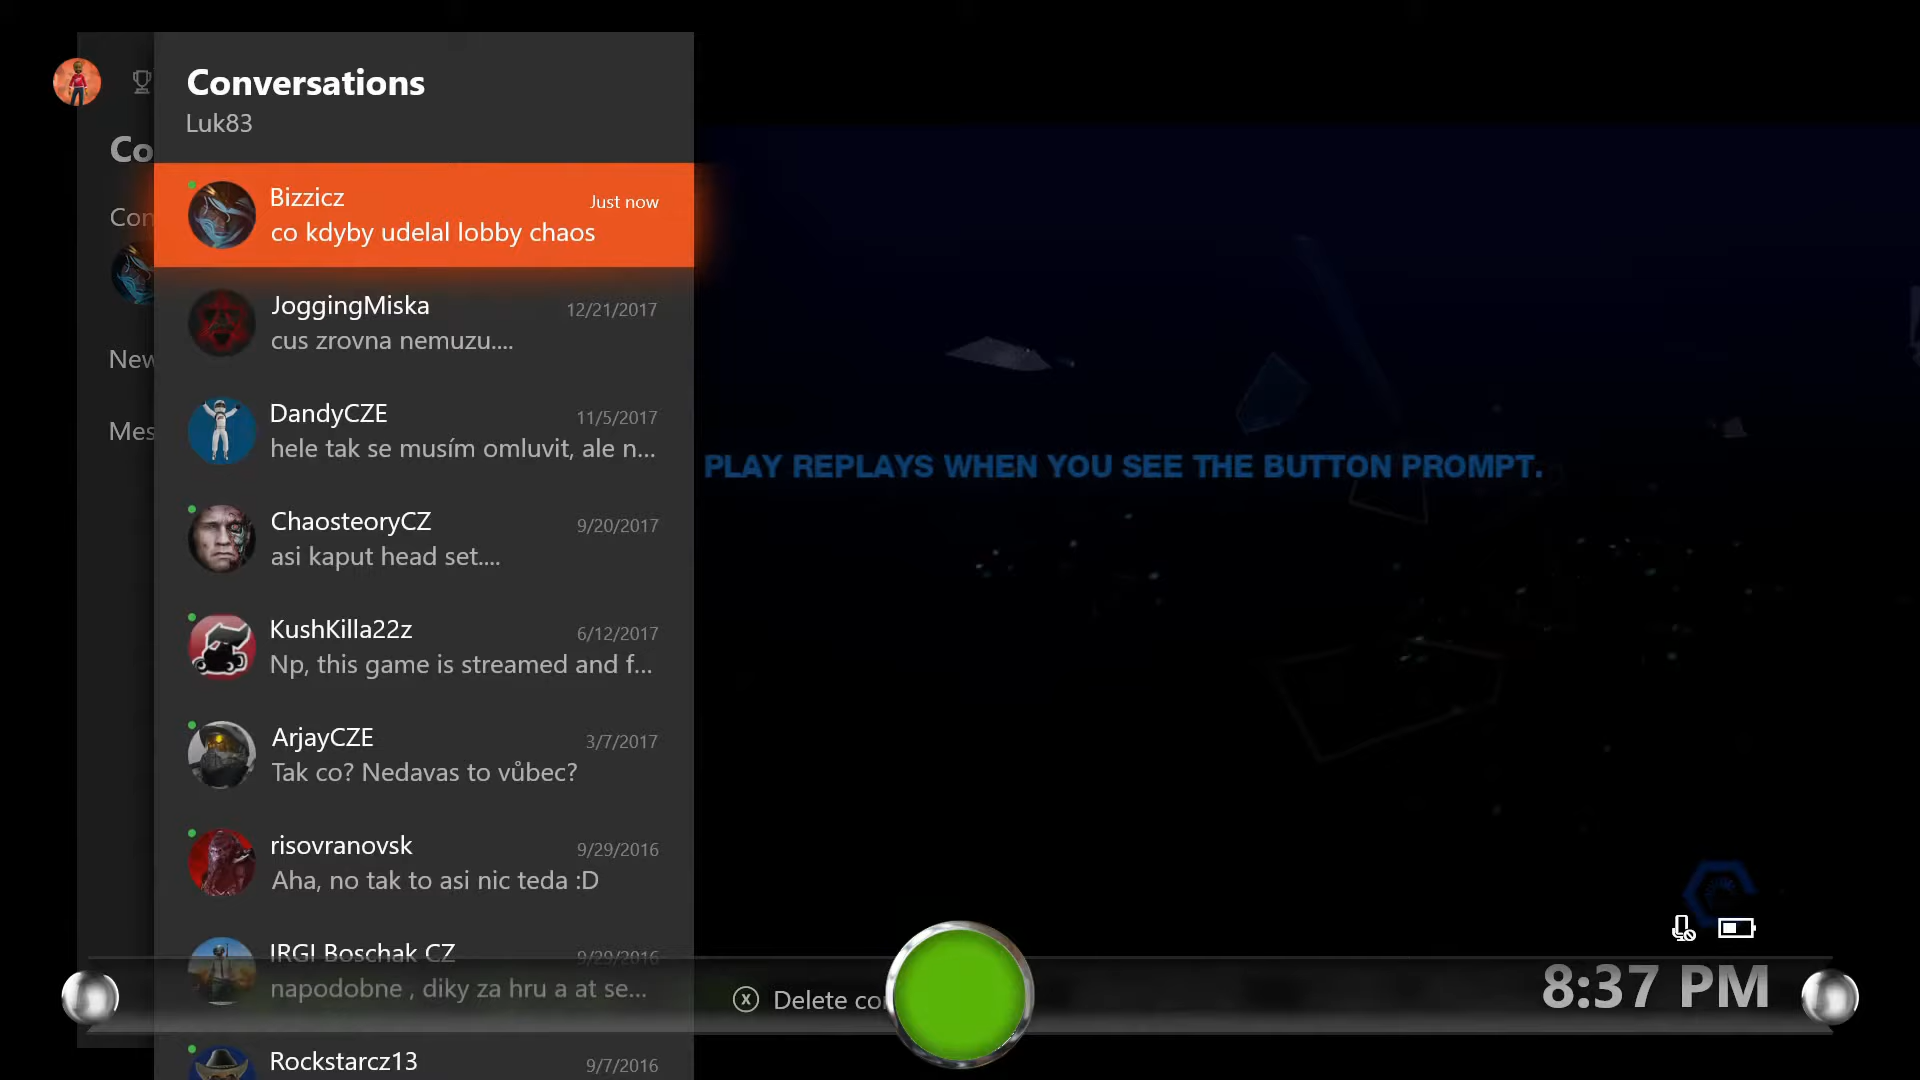 Conversations
Luk83
Co
Con
New
Mes
Bizzicz
Just now
co kdyby udelal lobby chaos
JoggingMiska
12/21/2017
cus zrovna nemuzu....
DandyCZE
11/5/2017
hele tak se musím omluvit, ale n...
ChaosteoryCZ
9/20/2017
asi kaput head set....
KushKilla22z
6/12/2017
Np, this game is streamed and f...
ArjayCZE
3/7/2017
Tak co? Nedavas to vůbec?
risovranovsk
9/29/2016
Aha, no tak to asi nic teda :D
IRGI Boschak CZ
9/29/2016
napodobne , diky za hru a at se...
Rockstarcz13
9/7/2016
PLAY REPLAYS WHEN YOU SEE THE BUTTON PROMPT.
X Delete co
8:37 PM